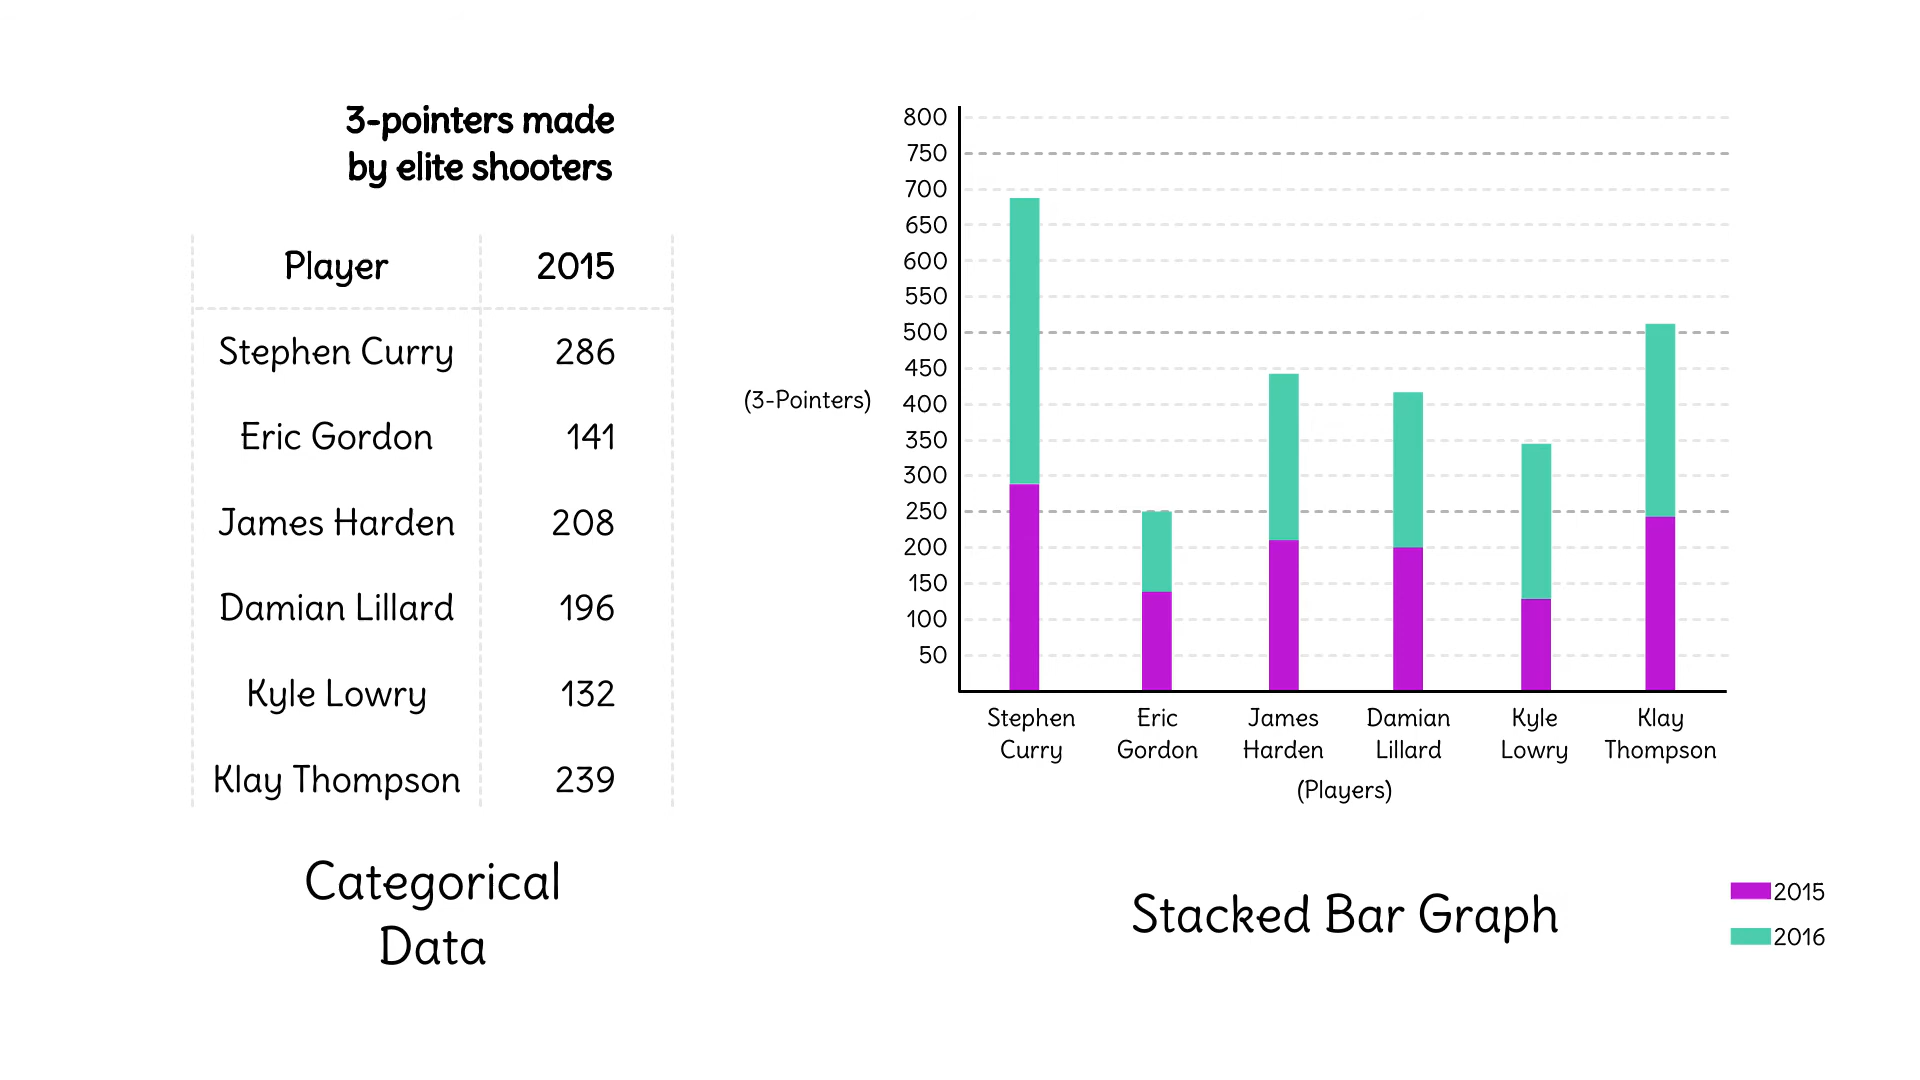 3-pointers made
by elite shooters
Player 2015
Stephen Curry 286
Eric Gordon 141
James Harden 208
Damian Lillard 196
Kyle Lowry 132
Klay Thompson 239
Categorical
Data
(3-Pointers)
800
750
700
650
600
550
500
450
400
350
300
250
200
150
100
50
Stephen
Curry
Eric
Gordon
James
Harden
Damian
Lillard
Kyle
Lowry
Klay
Thompson
(Players)
Stacked Bar Graph
2015
2016